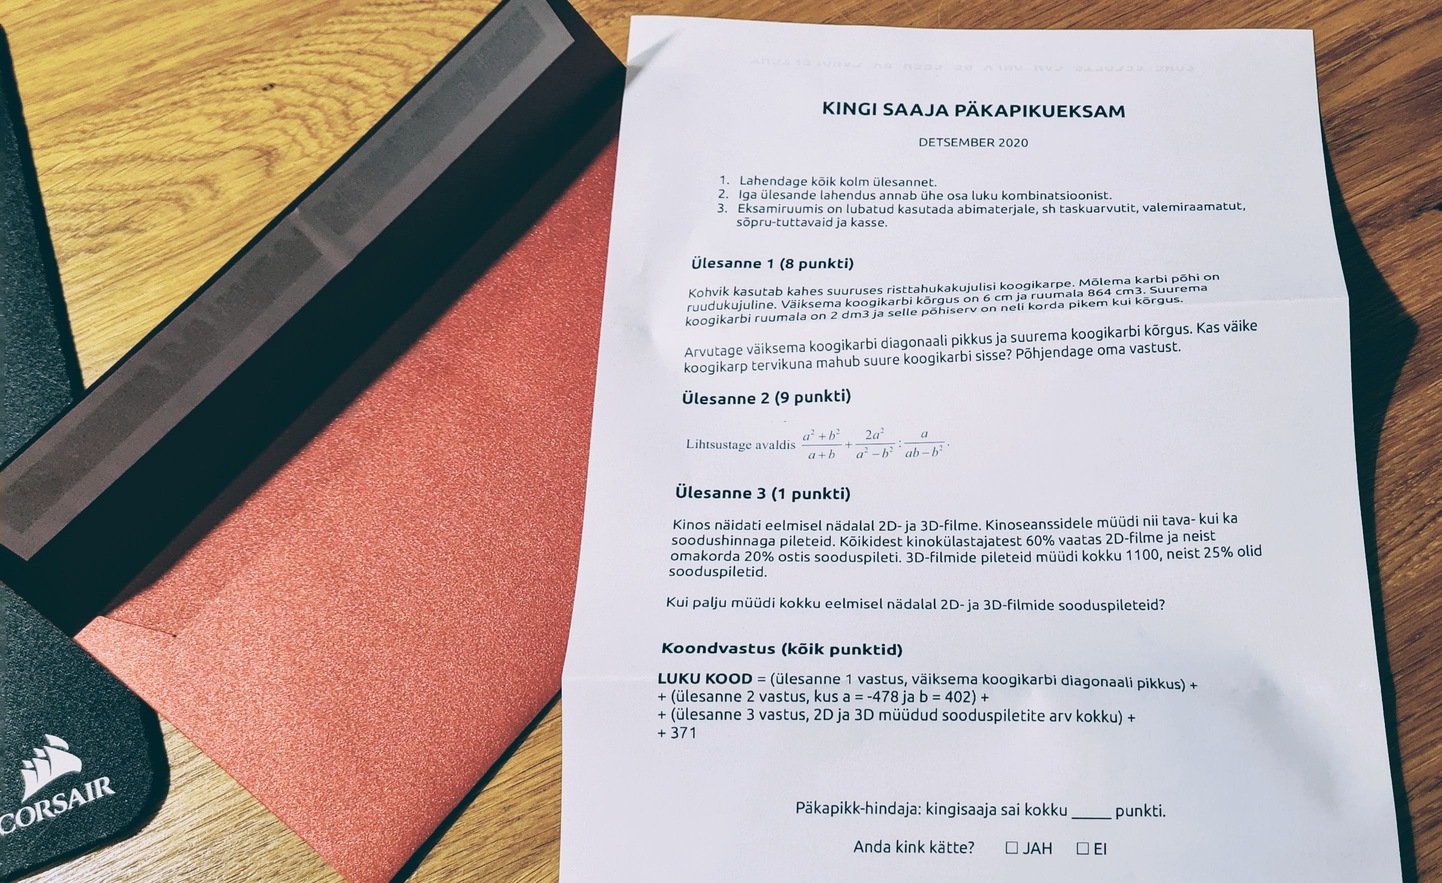 KINGI SAAJA PÄKAPIKUEKSAM
DETSEMBER 2020
1. Lahendage kõik kolm ülesannet.
2. Iga ülesande lahendus annab ühe osa luku kombinatsioonist.
3. Eksamiruumis on lubatud kasutada abimaterjale, sh taskuarvutit, valemiraamatut,
sõpru-tuttavaid ja kasse.
Ülesanne 1 (8 punkti)
Kohvik kasutab kahes suuruses risttahukakujulisi koogikarpe. Mõlema karbi põhi on
ruudukujuline. Väiksema koogikarbi kõrgus on 6 cm ja ruumala 864 cm3. Suurema
koogikarbi ruumala on 2 dm3 ja selle põhiserv on neli korda pikem kui kõrgus.
Arvutage väiksema koogikarbi diagonaali pikkus ja suurema koogikarbi kõrgus. Kas väike
koogikarp tervikuna mahub suure koogikarbi sisse? Põhjendage oma vastust.
Ülesanne 2 (9 punkti)
Lihtsustage avaldis (a² + b²)/(a + b) + 2a²/(a² − b²) : a/(ab − b²).
Ülesanne 3 (1 punkti)
Kinos näidati eelmisel nädalal 2D- ja 3D-filme. Kinoseanssidele müüdi nii tava- kui ka
soodushinnaga pileteid. Kõikidest kinokülastajatest 60% vaatas 2D-filme ja neist
omakorda 20% ostis sooduspileti. 3D-filmide pileteid müüdi kokku 1100, neist 25% olid
sooduspiletid.
Kui palju müüdi kokku eelmisel nädalal 2D- ja 3D-filmide sooduspileteid?
Koondvastus (kõik punktid)
LUKU KOOD = (ülesanne 1 vastus, väiksema koogikarbi diagonaali pikkus) +
+ (ülesanne 2 vastus, kus a = -478 ja b = 402) +
+ (ülesanne 3 vastus, 2D ja 3D müüdud sooduspiletite arv kokku) +
+ 371
Päkapikk-hindaja: kingisaaja sai kokku _____ punkti.
Anda kink kätte? ☐ JAH ☐ EI
CORSAIR